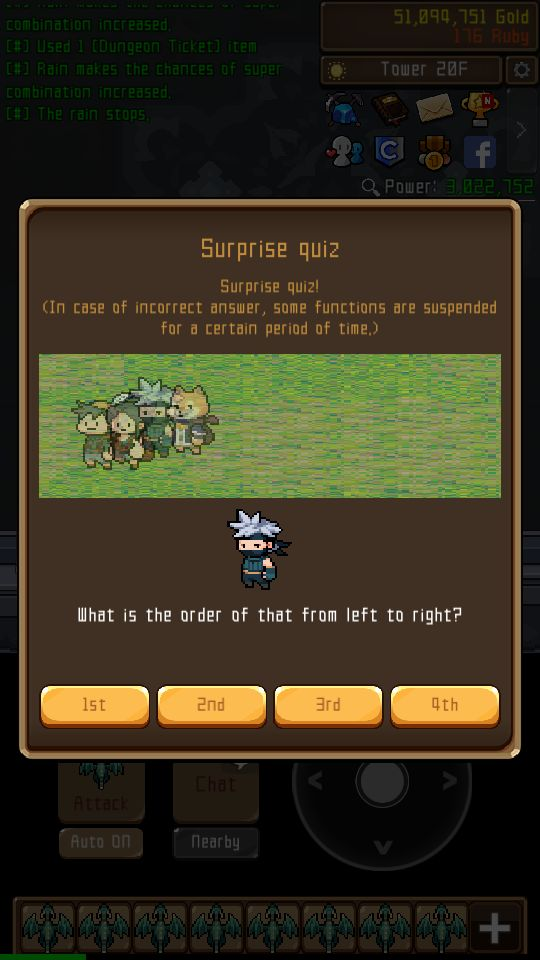 combination increased.
[#] Used 1 [Dungeon Ticket] item
[#] Rain makes the chances of super
combination increased.
[#] The rain stops.
51,094,751 Gold
176 Ruby
Tower 20F
N
C
1
f
Power: 3,022,752
Surprise quiz
Surprise quiz!
(In case of incorrect answer, some functions are suspended
for a certain period of time.)
What is the order of that from left to right?
1st
2nd
3rd
4th
Attack
Chat
Auto ON
Nearby